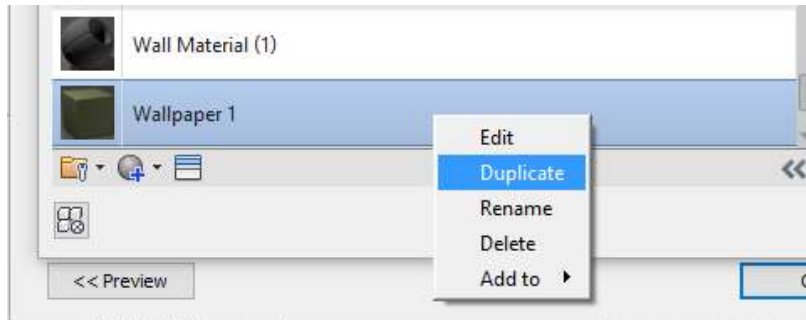 Wall Material (1)
Wallpaper 1
Edit
Duplicate
Rename
Delete
Add to
<< Preview